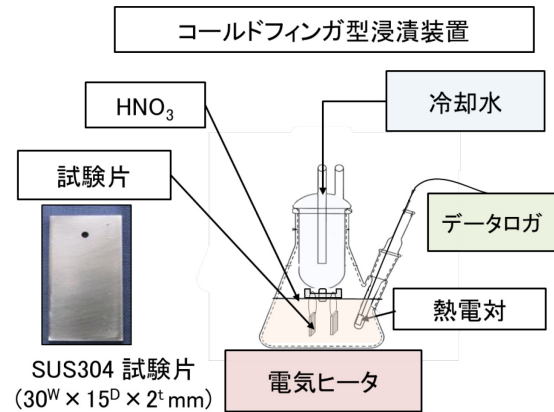 コールドフィンガ型浸漬装置
HNO₃
冷却水
試験片
データロガ
熱電対
SUS304 試験片
(30ᵂ × 15ᴰ × 2ᵗ mm)
電気ヒータ